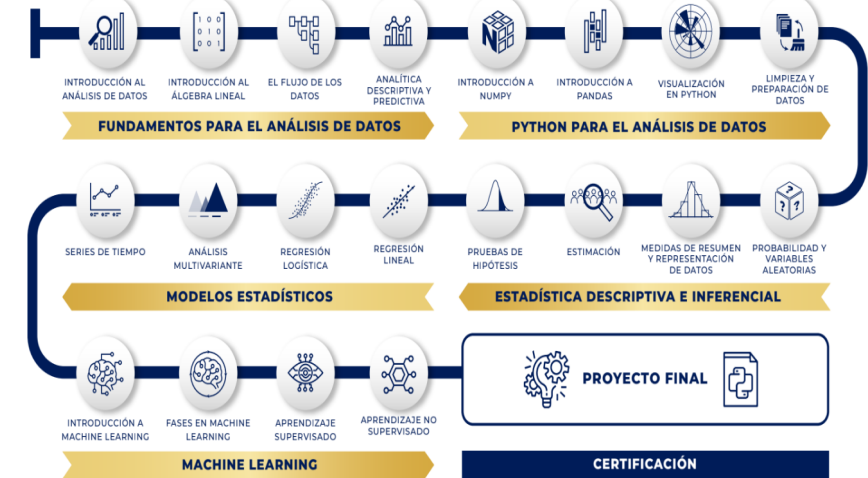 INTRODUCCIÓN AL
ANÁLISIS DE DATOS
INTRODUCCIÓN AL
ÁLGEBRA LINEAL
EL FLUJO DE LOS
DATOS
ANALÍTICA
DESCRIPTIVA Y
PREDICTIVA
INTRODUCCIÓN A
NUMPY
INTRODUCCIÓN A
PANDAS
VISUALIZACIÓN
EN PYTHON
LIMPIEZA Y
PREPARACIÓN DE
DATOS
FUNDAMENTOS PARA EL ANÁLISIS DE DATOS
PYTHON PARA EL ANÁLISIS DE DATOS
SERIES DE TIEMPO
ANÁLISIS
MULTIVARIANTE
REGRESIÓN
LOGÍSTICA
REGRESIÓN
LINEAL
PRUEBAS DE
HIPÓTESIS
ESTIMACIÓN
MEDIDAS DE RESUMEN
Y REPRESENTACIÓN
DE DATOS
PROBABILIDAD Y
VARIABLES
ALEATORIAS
MODELOS ESTADÍSTICOS
ESTADÍSTICA DESCRIPTIVA E INFERENCIAL
INTRODUCCIÓN A
MACHINE LEARNING
FASES EN MACHINE
LEARNING
APRENDIZAJE
SUPERVISADO
APRENDIZAJE NO
SUPERVISADO
PROYECTO FINAL
MACHINE LEARNING
CERTIFICACIÓN